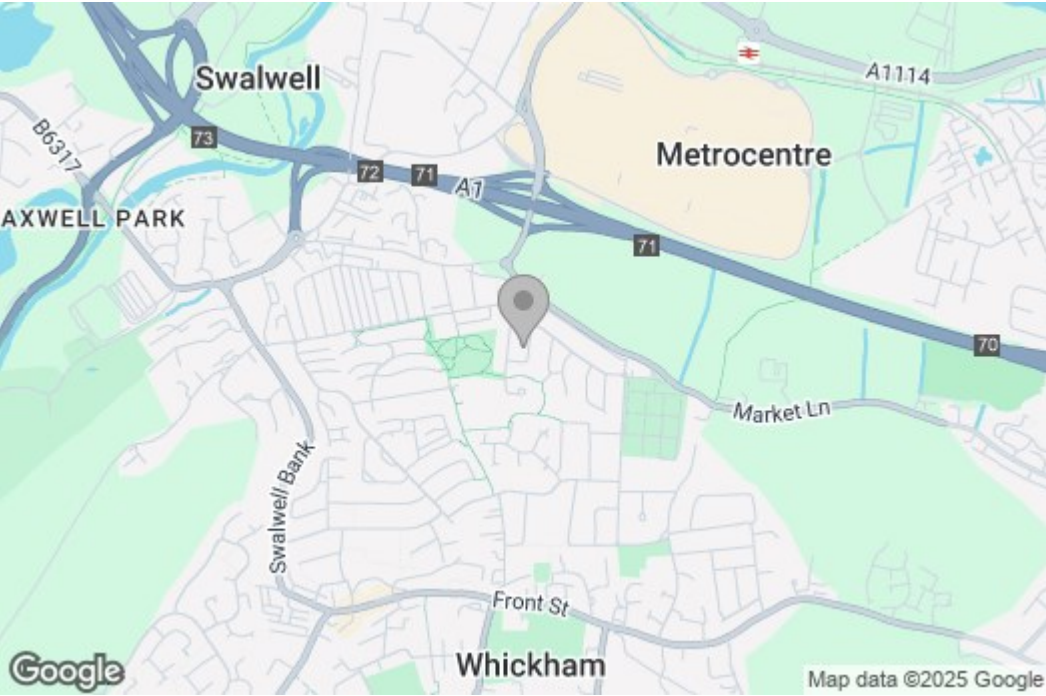 Swalwell
A1114
B6317
73
72
71
A1
Metrocentre
AXWELL PARK
71
70
Market Ln
Swalwell Bank
Front St
Whickham
Google
Map data ©2025 Google